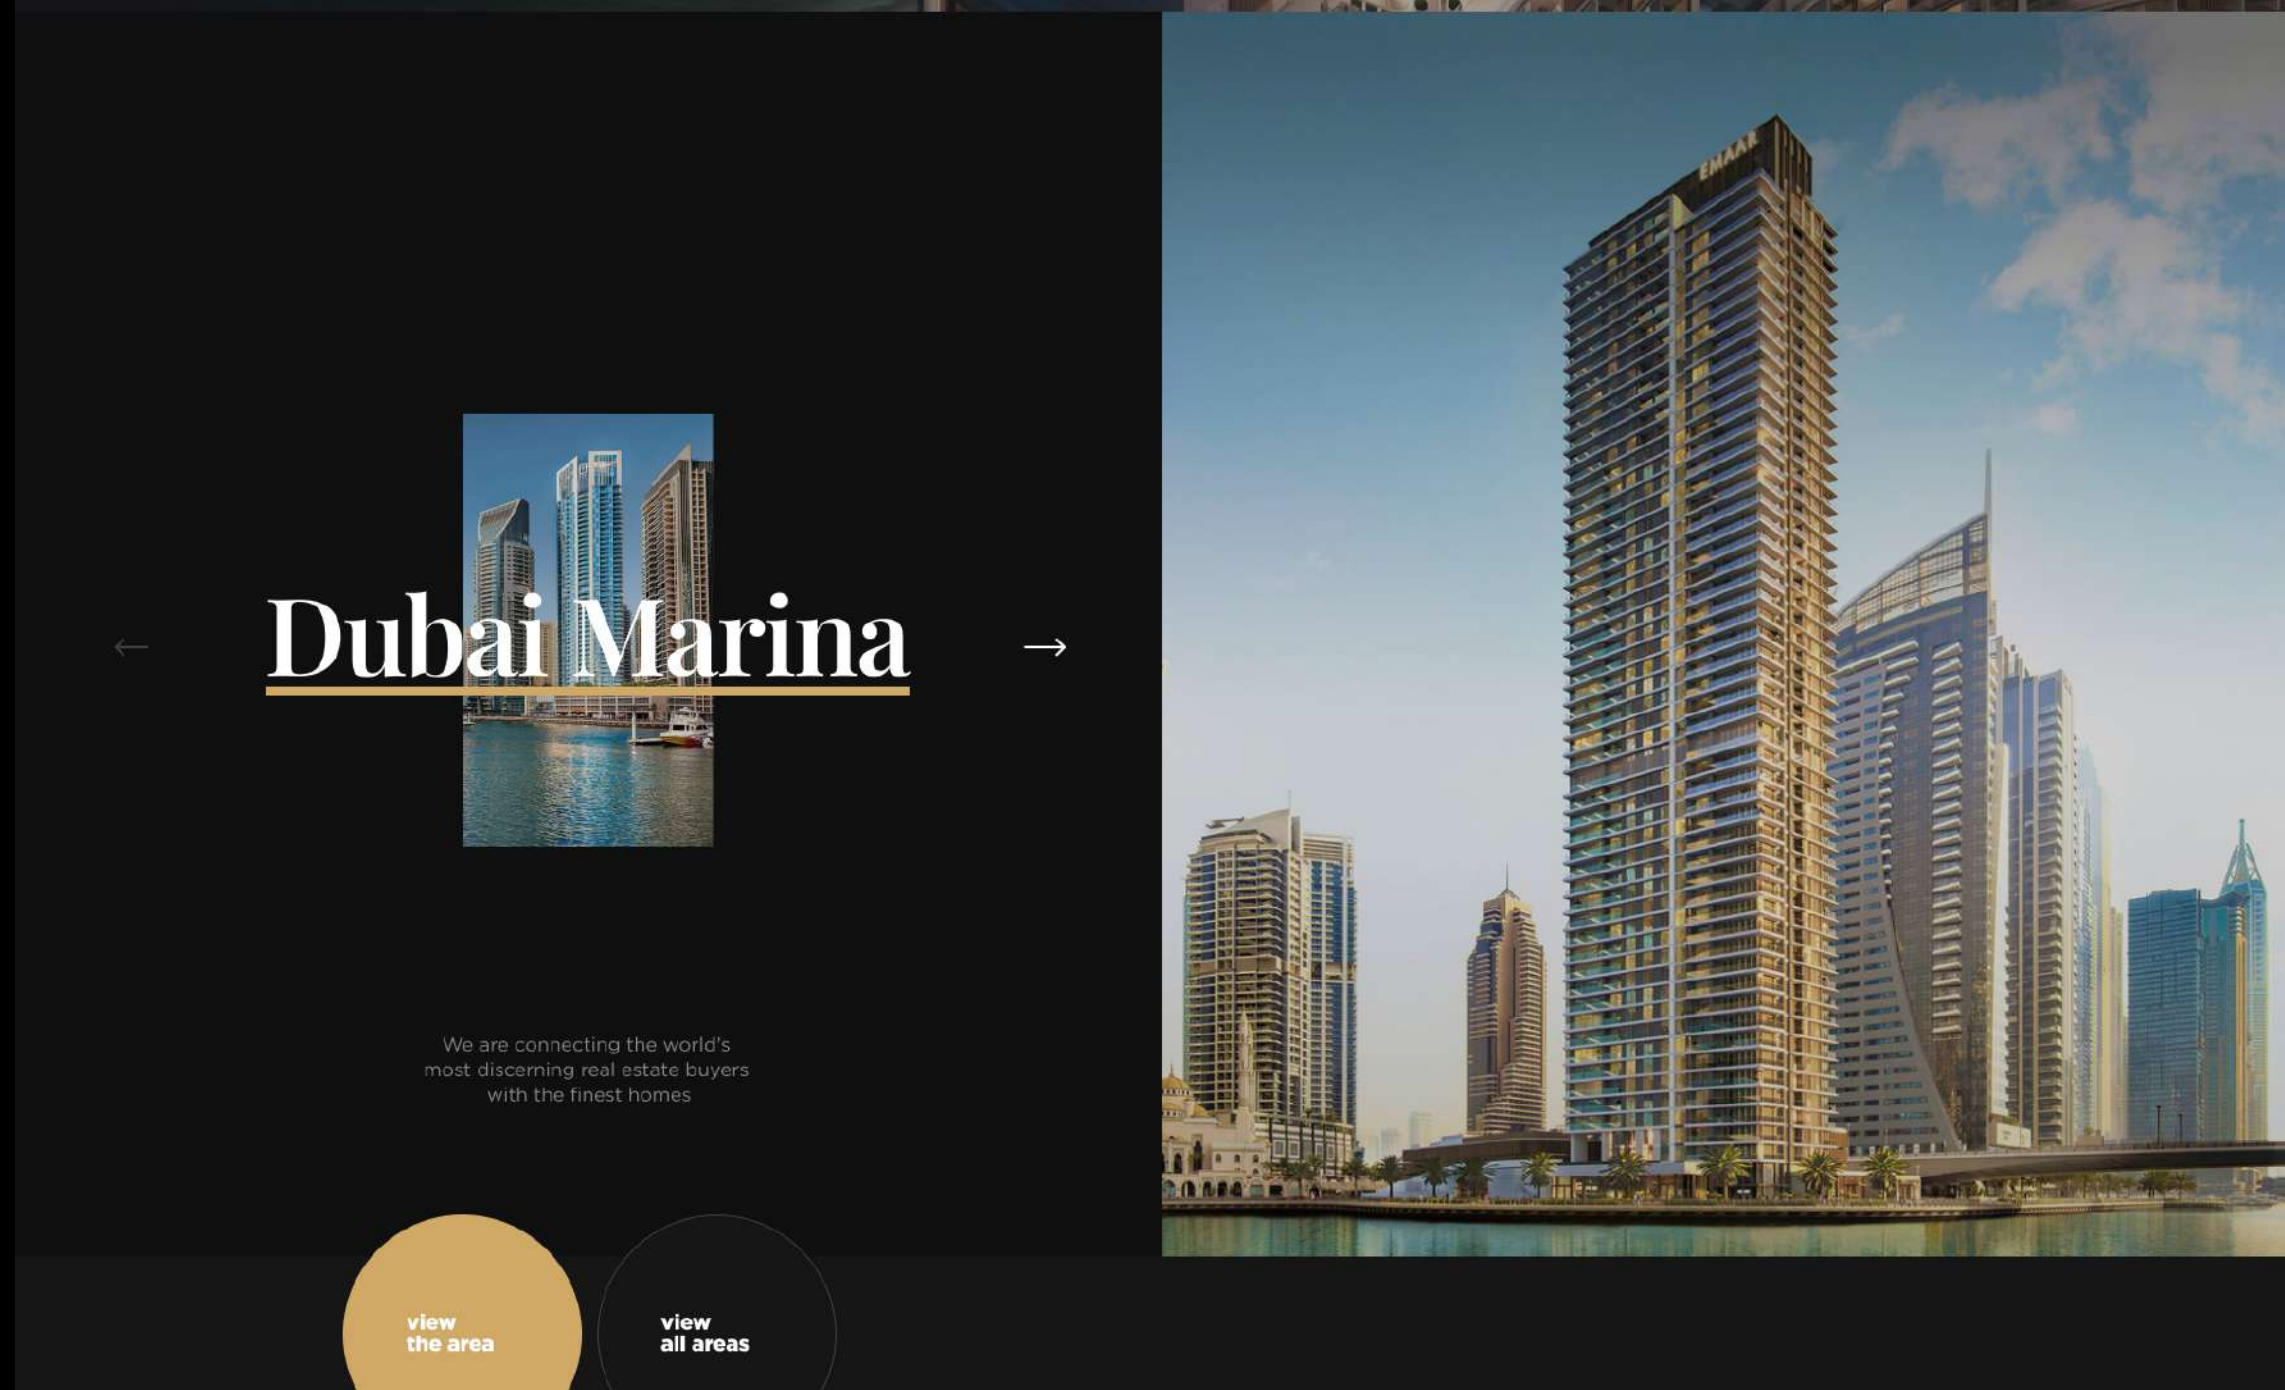 EMAAR
Dubai Marina
We are connecting the world's
most discerning real estate buyers
with the finest homes
view
the area
view
all areas